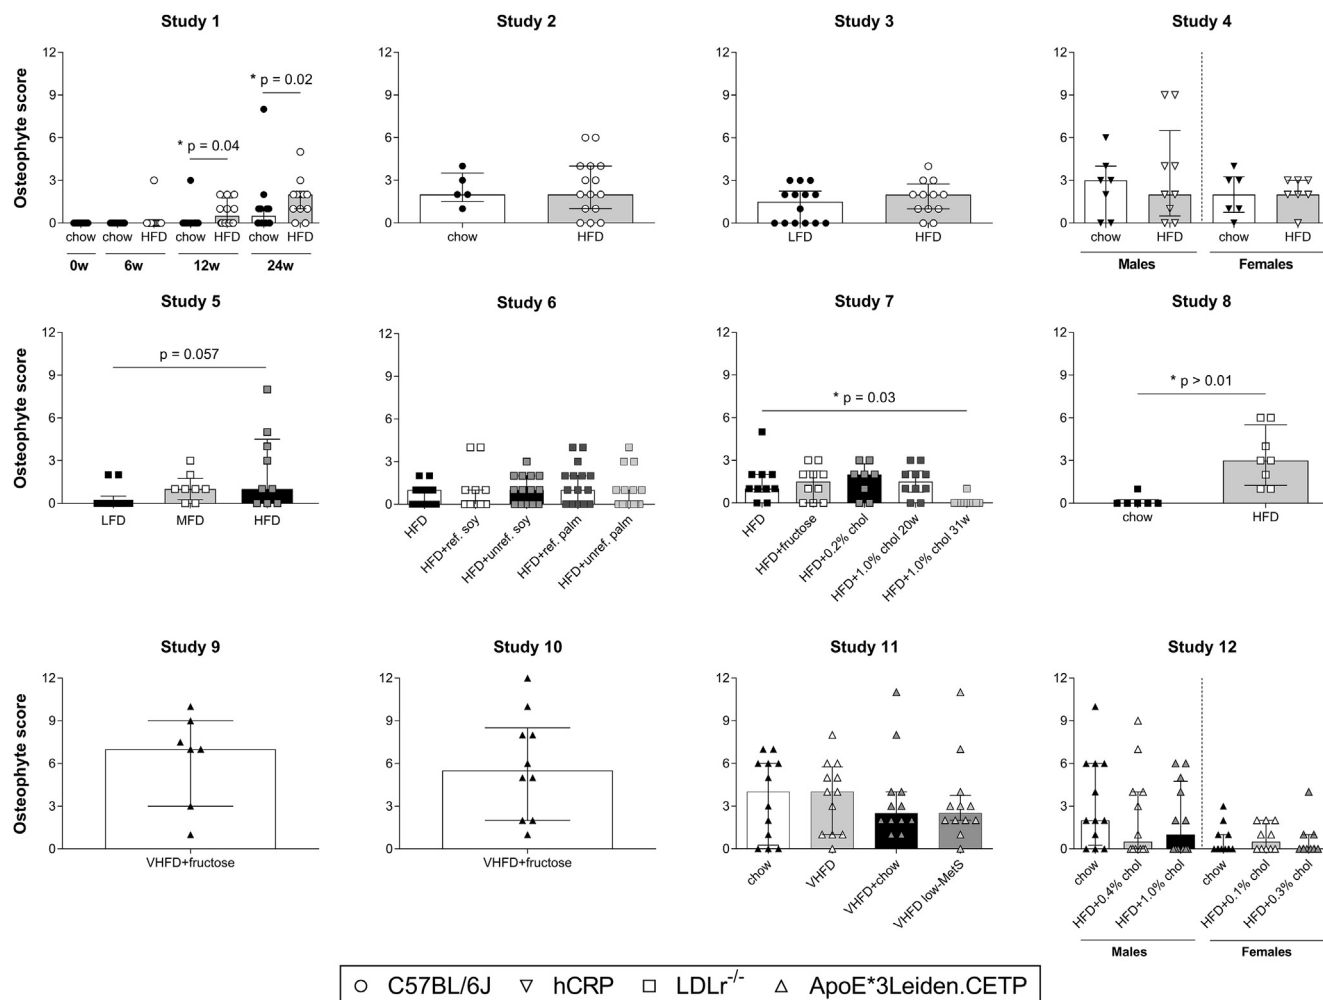 Study 1
Osteophyte score
12
9
6
3
0
* p = 0.02
* p = 0.04
chow chow HFD chow HFD chow HFD
0w 6w 12w 24w
Study 2
12
9
6
3
0
chow HFD
Study 3
12
9
6
3
0
LFD HFD
Study 4
12
9
6
3
0
chow HFD chow HFD
Males Females
Study 5
Osteophyte score
12
9
6
3
0
p = 0.057
LFD MFD HFD
Study 6
12
9
6
3
0
HFD
HFD+ref. soy
HFD+unref. soy
HFD+ref. palm
HFD+unref. palm
Study 7
12
9
6
3
0
* p = 0.03
HFD
HFD+fructose
HFD+0.2% chol
HFD+1.0% chol 20w
HFD+1.0% chol 31w
Study 8
12
9
6
3
0
* p > 0.01
chow HFD
Study 9
Osteophyte score
12
9
6
3
0
VHFD+fructose
Study 10
12
9
6
3
0
VHFD+fructose
Study 11
12
9
6
3
0
chow
VHFD
VHFD+chow
VHFD low-MetS
Study 12
12
9
6
3
0
chow
HFD+0.4% chol
HFD+1.0% chol
chow
HFD+0.1% chol
HFD+0.3% chol
Males Females
C57BL/6J hCRP LDLr-/- ApoE*3Leiden.CETP